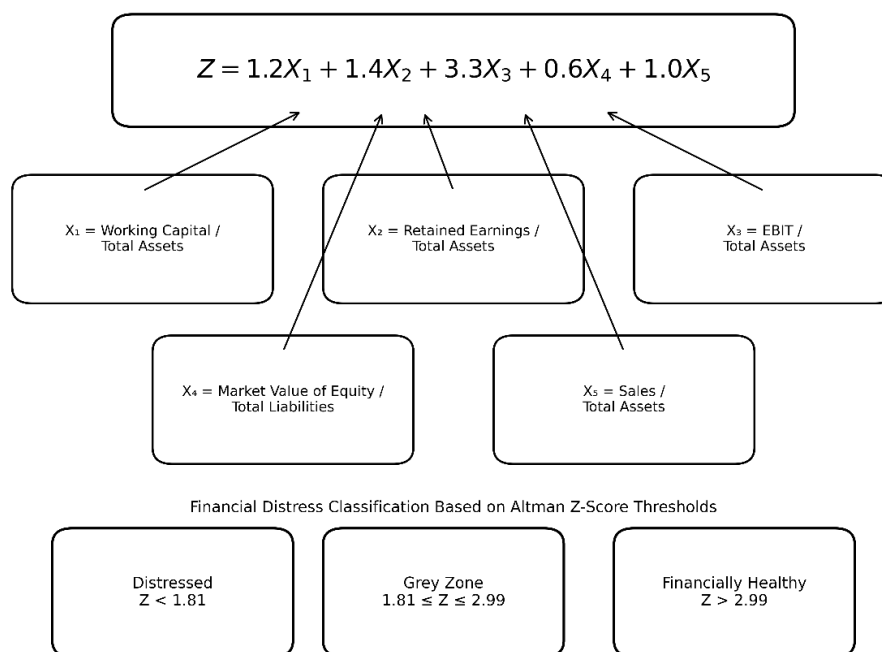 Z = 1.2X₁ + 1.4X₂ + 3.3X₃ + 0.6X₄ + 1.0X₅
X₁ = Working Capital /
Total Assets
X₂ = Retained Earnings /
Total Assets
X₃ = EBIT /
Total Assets
X₄ = Market Value of Equity /
Total Liabilities
X₅ = Sales /
Total Assets
Financial Distress Classification Based on Altman Z-Score Thresholds
Distressed
Z < 1.81
Grey Zone
1.81 ≤ Z ≤ 2.99
Financially Healthy
Z > 2.99